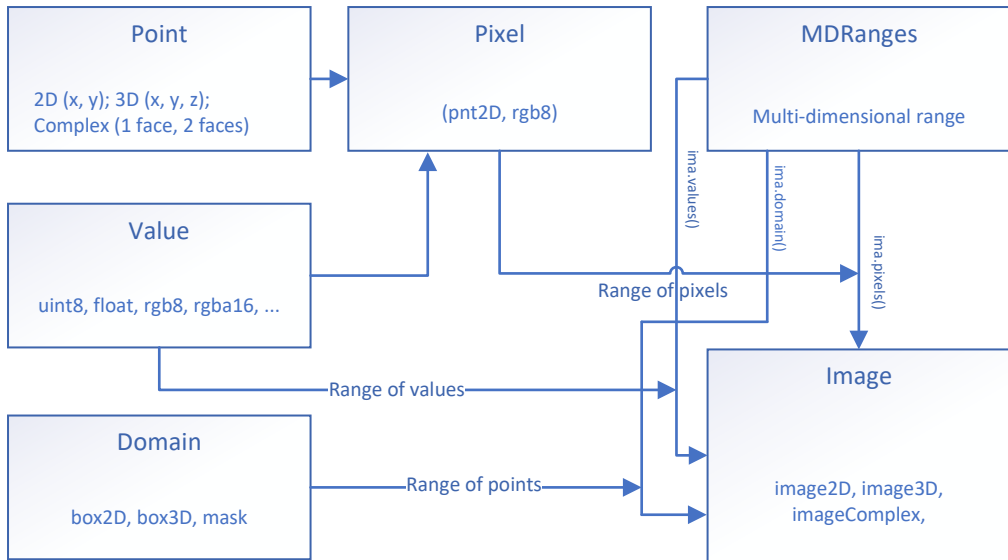 Point
2D (x, y); 3D (x, y, z);
Complex (1 face, 2 faces)
Pixel
(pnt2D, rgb8)
MDRanges
Multi-dimensional range
ima.values()
ima.domain()
ima.pixels()
Value
uint8, float, rgb8, rgba16, ...
Range of pixels
Range of values
Domain
box2D, box3D, mask
Range of points
Image
image2D, image3D,
imageComplex,